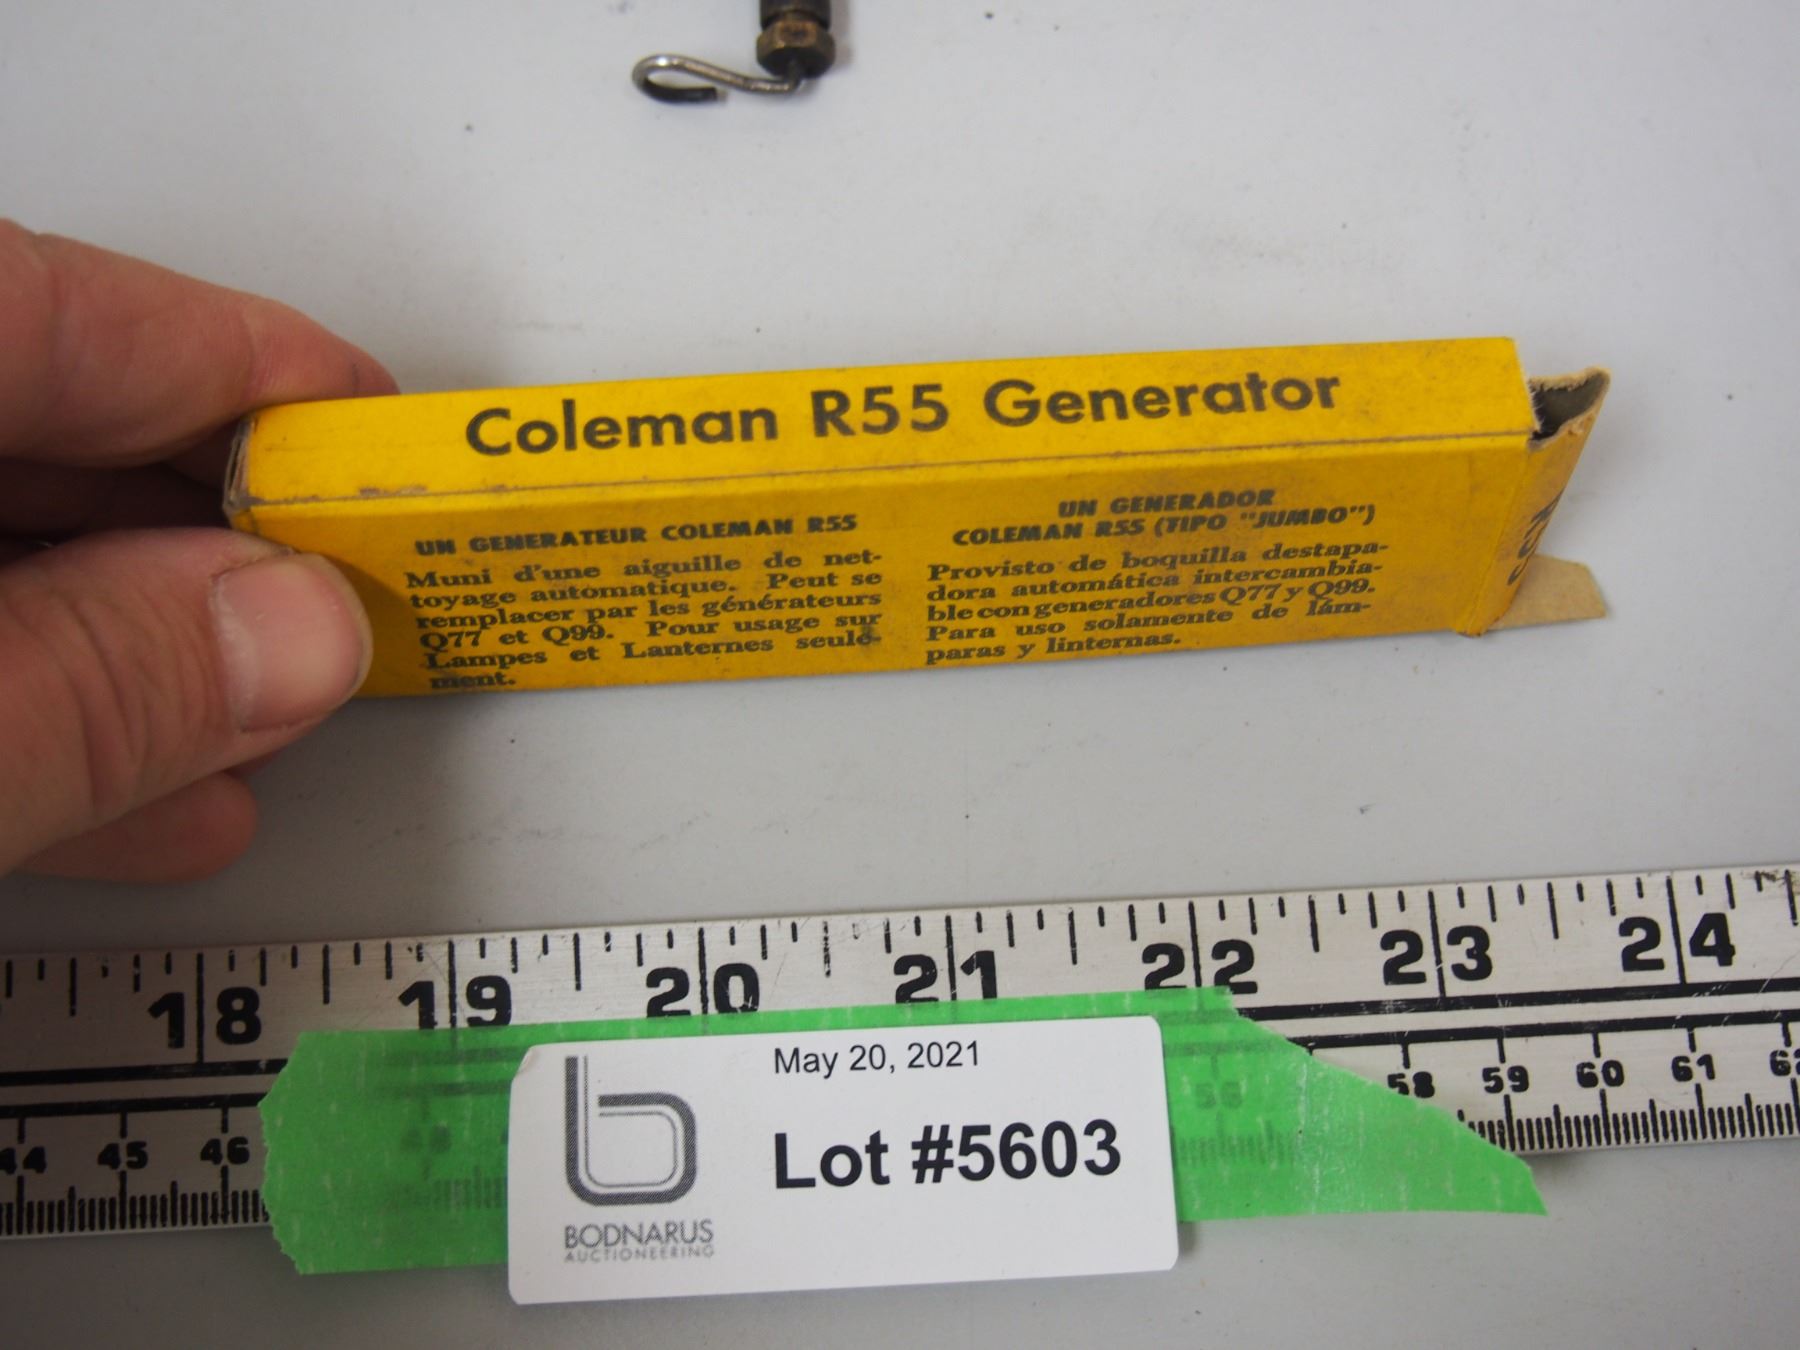 Coleman R55 Generator
UN GENERATEUR COLEMAN R55
Muni d'une aiguille de net-
toyage automatique. Peut se
remplacer par les générateurs
Q77 et Q99. Pour usage sur
Lampes et Lanternes seule-
ment.
UN GENERADOR
COLEMAN R55 (TIPO "JUMBO")
Provisto de boquilla destapa-
dora automática intercambia-
ble con generadores Q77 y Q99.
Para uso solamente de lám-
paras y linternas.
18 19 20 21 22 23 24
44 45 46 58 59 60 61
May 20, 2021
Lot #5603
b
BODNARUS
AUCTIONEERING